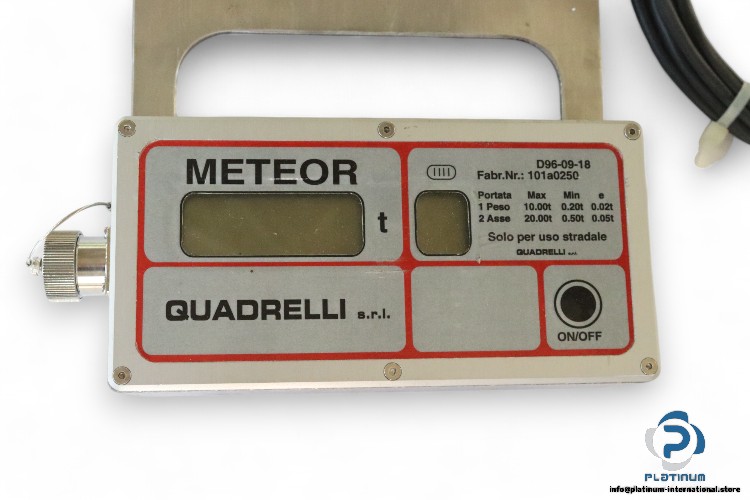 METEOR
t
D96-09-18
Fabr.Nr.: 101a0250
Portata Max Min e
1 Peso 10.00t 0.20t 0.02t
2 Asse 20.00t 0.50t 0.05t
Solo per uso stradale
QUADRELLI s.r.l.
QUADRELLI s.r.l.
ON/OFF
PLATINUM
info@platinum-international.store